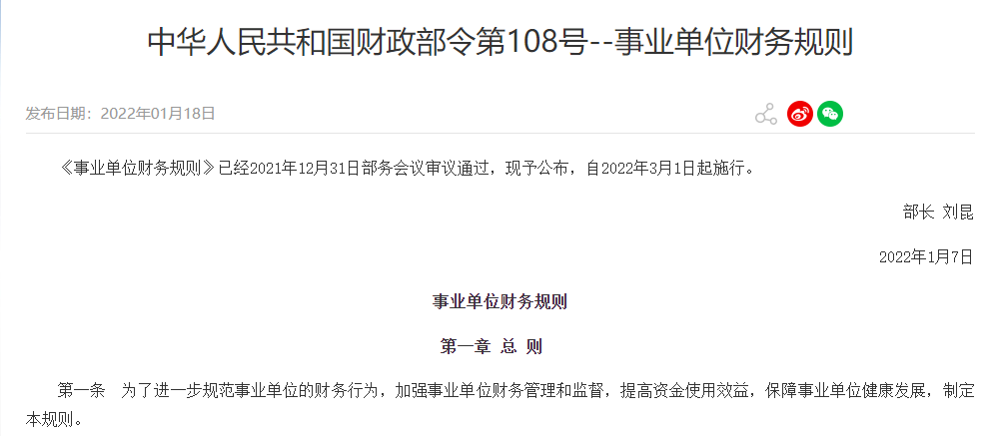 中华人民共和国财政部令第108号--事业单位财务规则
发布日期：2022年01月18日
《事业单位财务规则》已经2021年12月31日部务会议审议通过，现予公布，自2022年3月1日起施行。
部长 刘昆
2022年1月7日
事业单位财务规则
第一章 总 则
第一条　为了进一步规范事业单位的财务行为，加强事业单位财务管理和监督，提高资金使用效益，保障事业单位健康发展，制定
本规则。